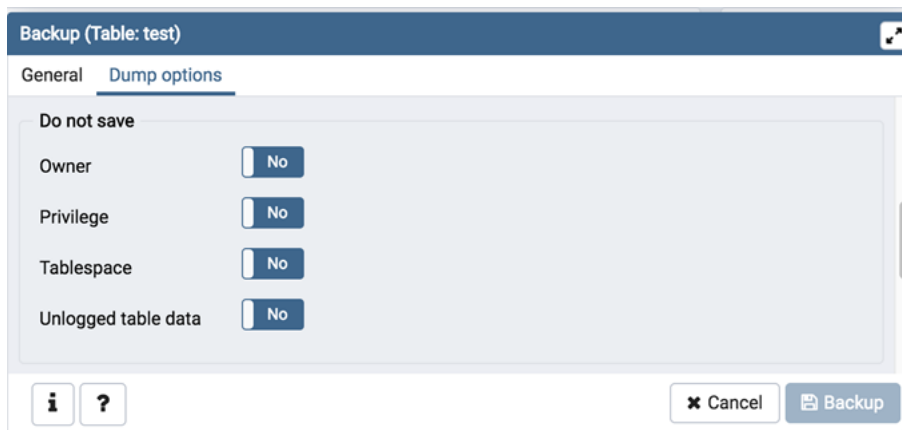 Backup (Table: test)
General Dump options
Do not save
Owner No
Privilege No
Tablespace No
Unlogged table data No
i ? Cancel Backup